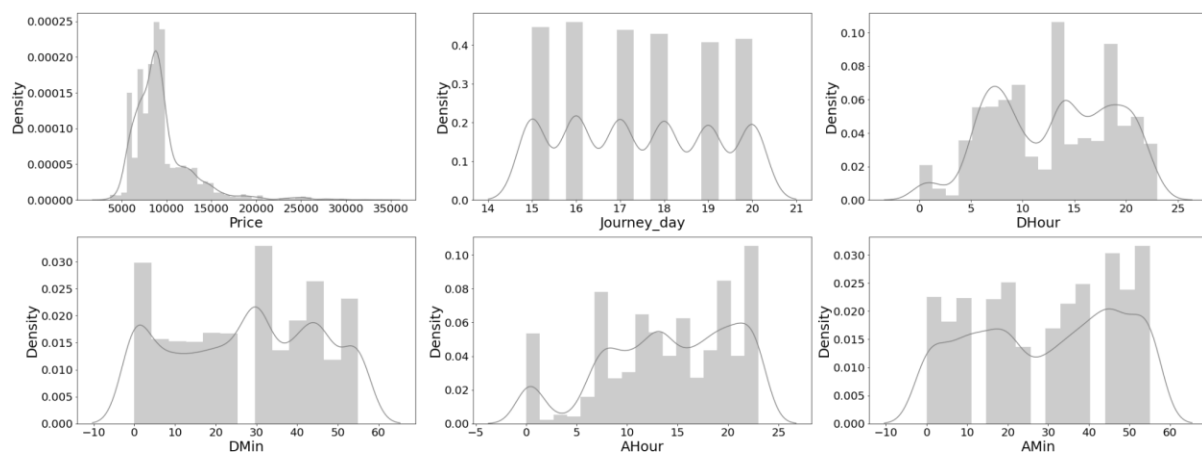 0.00025
0.00020
0.00015
0.00010
0.00005
0.00000
Density
5000 10000 15000 20000 25000 30000 35000
Price
0.4
0.3
0.2
0.1
0.0
Density
14 15 16 17 18 19 20 21
Journey_day
0.10
0.08
0.06
0.04
0.02
0.00
Density
0 5 10 15 20 25
DHour
0.030
0.025
0.020
0.015
0.010
0.005
0.000
Density
−10 0 10 20 30 40 50 60
DMin
0.10
0.08
0.06
0.04
0.02
0.00
Density
−5 0 5 10 15 20 25
AHour
0.030
0.025
0.020
0.015
0.010
0.005
0.000
Density
−10 0 10 20 30 40 50 60
AMin